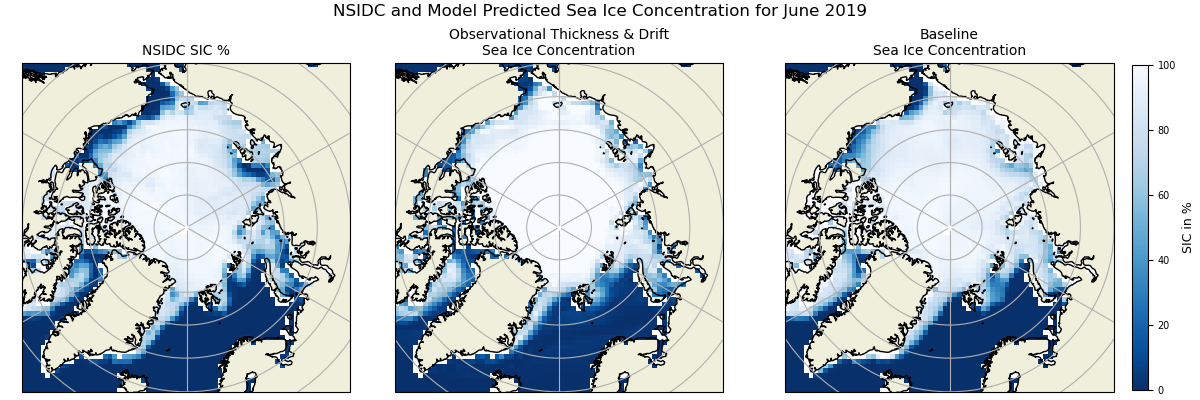 NSIDC and Model Predicted Sea Ice Concentration for June 2019
NSIDC SIC %
Observational Thickness & Drift
Sea Ice Concentration
Baseline
Sea Ice Concentration
100
80
60
40
20
0
SIC in %